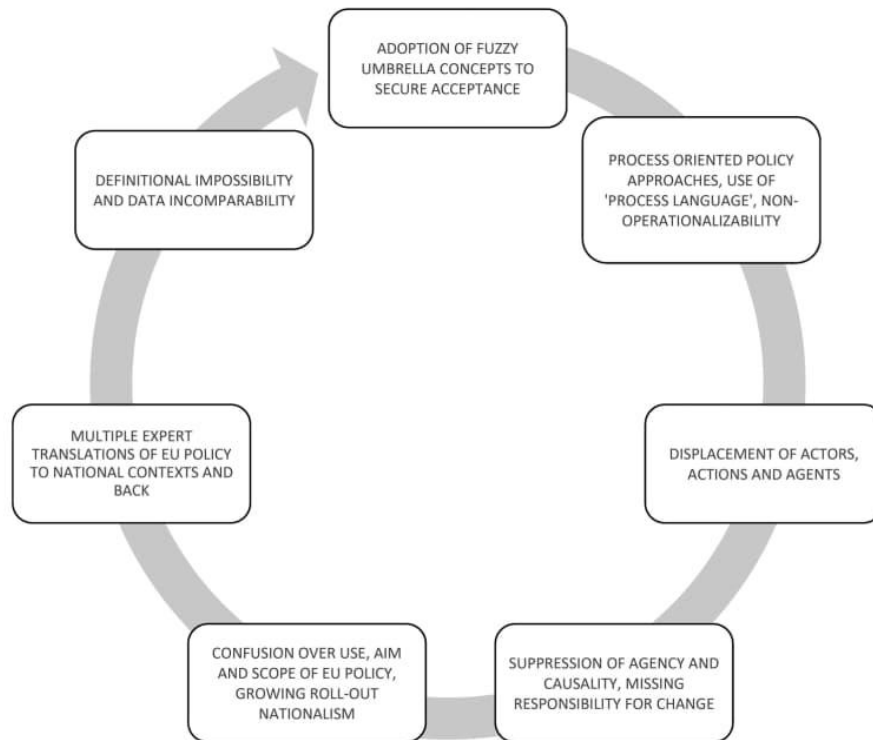 ADOPTION OF FUZZY
UMBRELLA CONCEPTS TO
SECURE ACCEPTANCE
PROCESS ORIENTED POLICY
APPROACHES, USE OF
'PROCESS LANGUAGE', NON-
OPERATIONALIZABILITY
DISPLACEMENT OF ACTORS,
ACTIONS AND AGENTS
SUPPRESSION OF AGENCY AND
CAUSALITY, MISSING
RESPONSIBILITY FOR CHANGE
CONFUSION OVER USE, AIM
AND SCOPE OF EU POLICY,
GROWING ROLL-OUT
NATIONALISM
MULTIPLE EXPERT
TRANSLATIONS OF EU POLICY
TO NATIONAL CONTEXTS AND
BACK
DEFINITIONAL IMPOSSIBITY
AND DATA INCOMPARABILITY